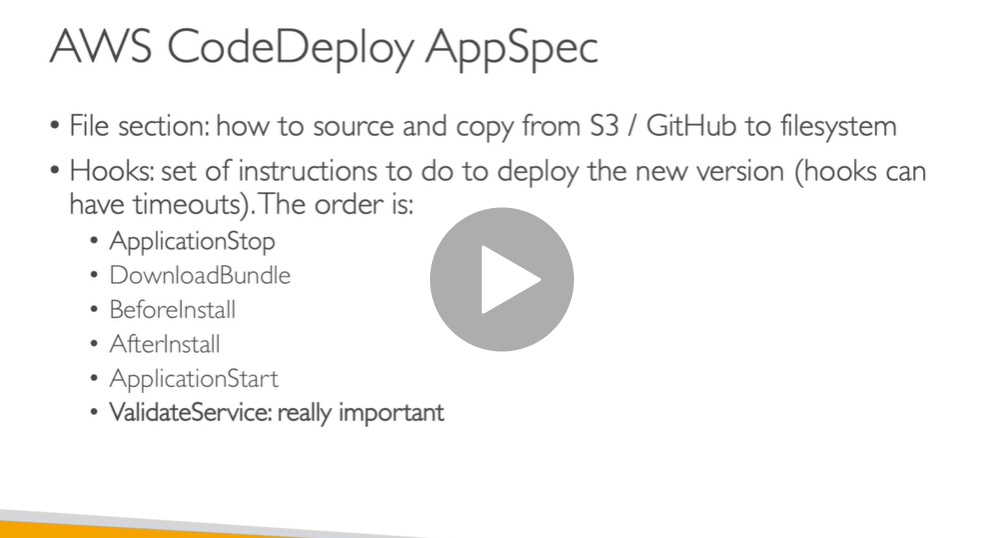 AWS CodeDeploy AppSpec
• File section: how to source and copy from S3 / GitHub to filesystem
• Hooks: set of instructions to do to deploy the new version (hooks can
have timeouts). The order is:
• ApplicationStop
• DownloadBundle
• BeforeInstall
• AfterInstall
• ApplicationStart
• ValidateService: really important